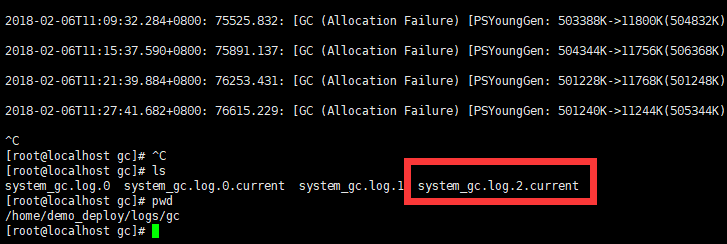 2018-02-06T11:09:32.284+0800: 75525.832: [GC (Allocation Failure) [PSYoungGen: 503388K->11800K(504832K)
2018-02-06T11:15:37.590+0800: 75891.137: [GC (Allocation Failure) [PSYoungGen: 504344K->11756K(506368K)
2018-02-06T11:21:39.884+0800: 76253.431: [GC (Allocation Failure) [PSYoungGen: 501228K->11768K(501248K)
2018-02-06T11:27:41.682+0800: 76615.229: [GC (Allocation Failure) [PSYoungGen: 501240K->11244K(505344K)
^C
[root@localhost gc]# ^C
[root@localhost gc]# ls
system_gc.log.0 system_gc.log.0.current system_gc.log.1 system_gc.log.2.current
[root@localhost gc]# pwd
/home/demo_deploy/logs/gc
[root@localhost gc]#